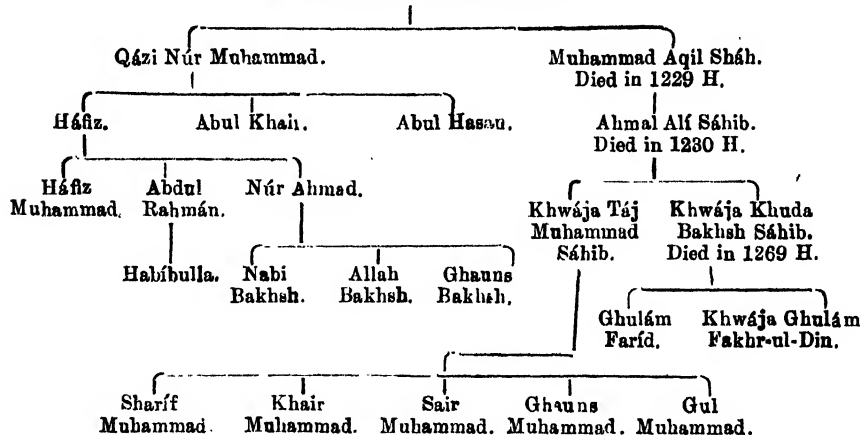 Qázi Núr Muhammad.
Muhammad Aqil Sháh.
Died in 1229 H.
Háfiz.
Abul Khaii.
Abul Hasan.
Ahmal Alí Sáhib.
Died in 1230 H.
Háfiz
Muhammad.
Abdul
Rahmán.
Núr Ahmad.
Khwája Táj
Muhammad
Sáhib.
Khwája Khuda
Bakhsh Sáhib.
Died in 1269 H.
Habíbulla.
Nabi
Bakhsh.
Allah
Bakhsh.
Ghauns
Bakhsh.
Ghulám
Faríd.
Khwája Ghulám
Fakhr-ul-Din.
Sharíf
Muhammad.
Khair
Muhammad.
Sair
Muhammad.
Ghauns
Muhammad.
Gul
Muhammad.